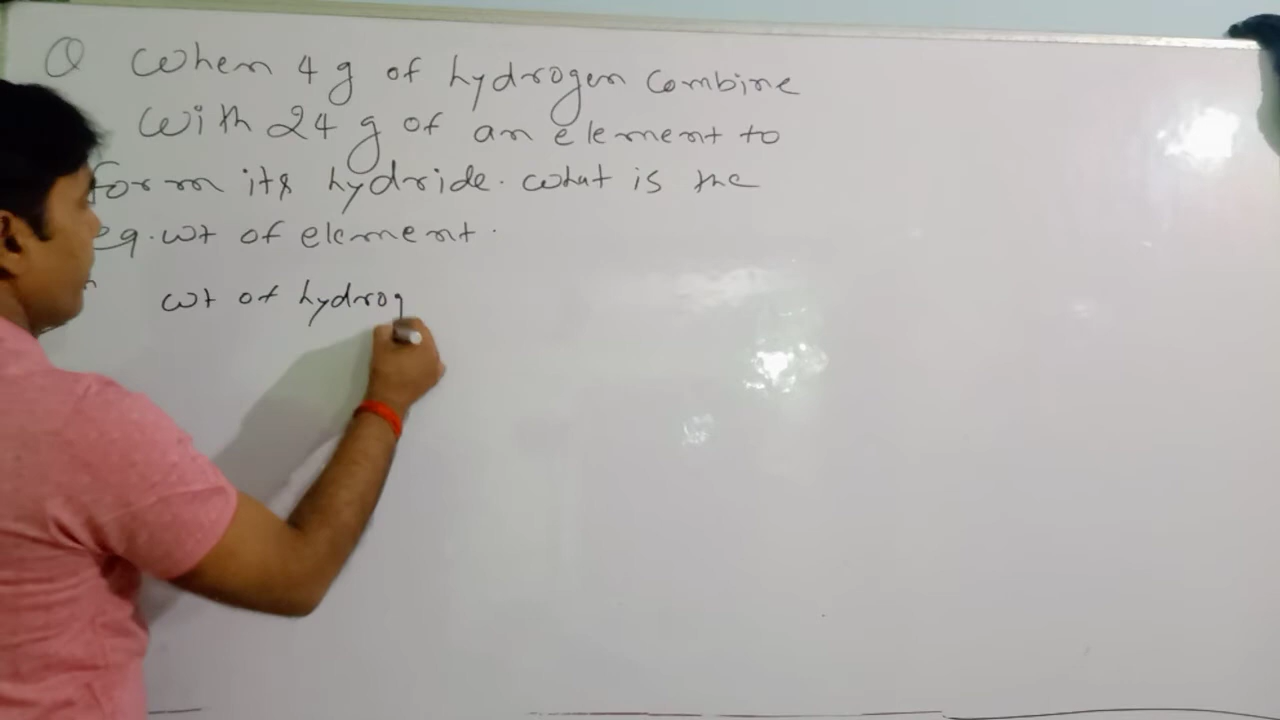 Q When 4 g of hydrogen combine
with 24 g of an element to
form its hydride. what is the
eq. wt of element.
wt of hydrog